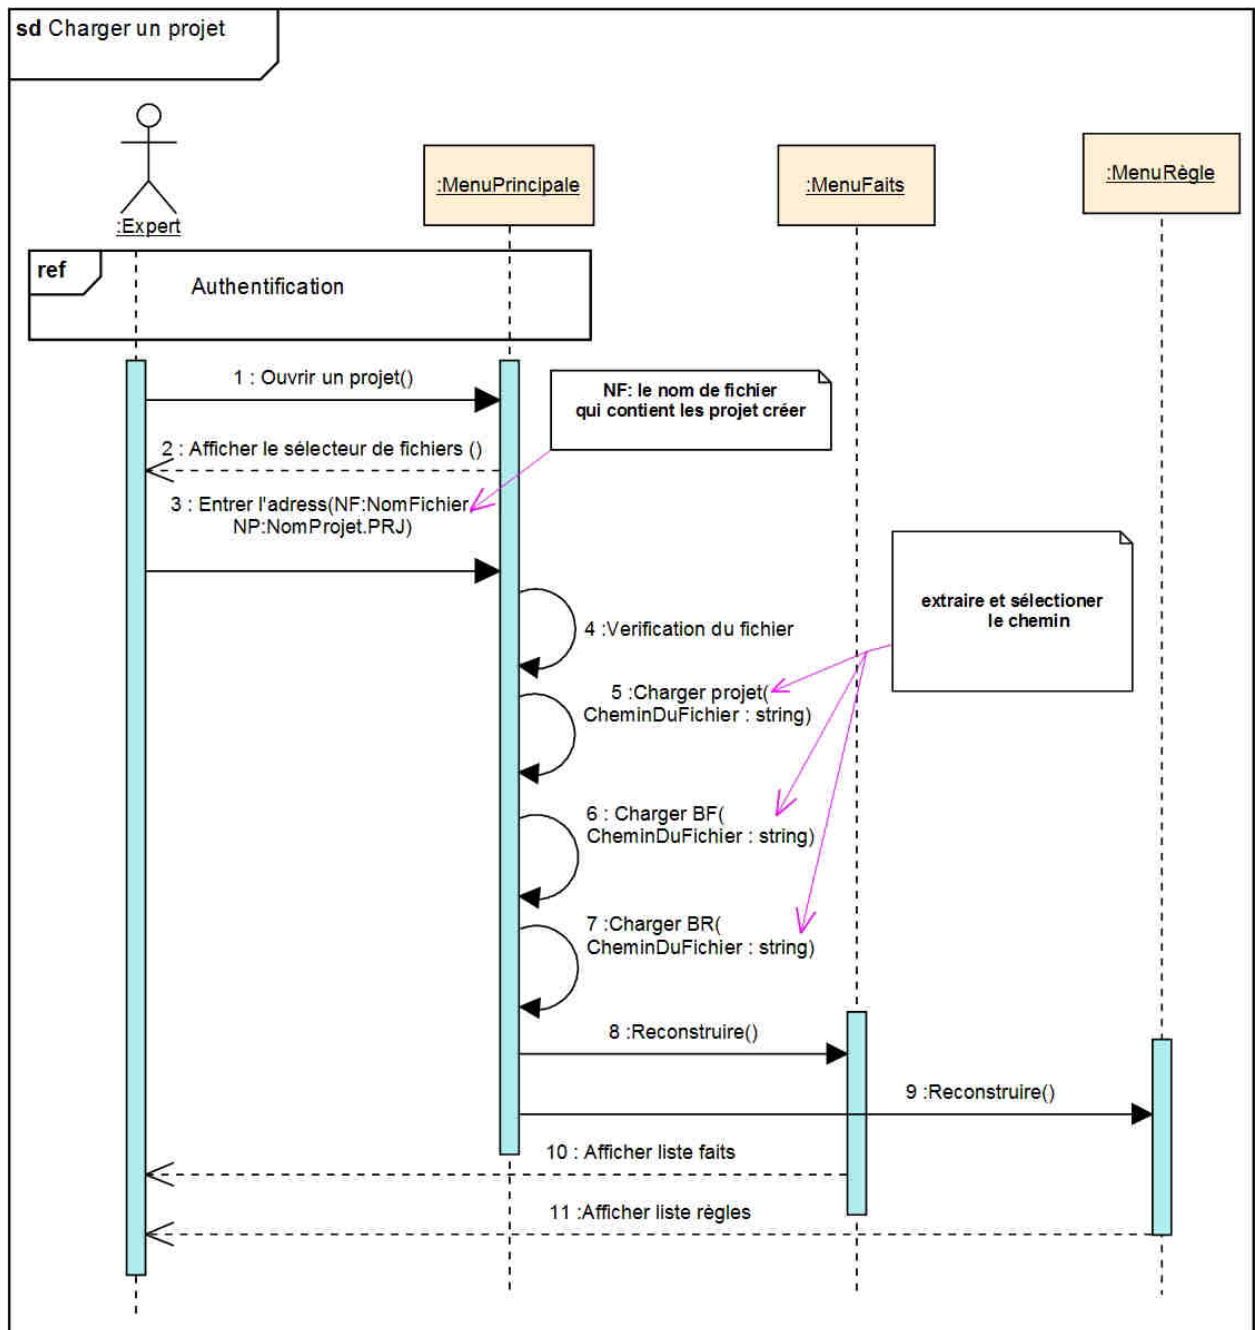 sd Charger un projet
:Expert
:MenuPrincipale
:MenuFaits
:MenuRègle
ref
Authentification
1 : Ouvrir un projet()
NF: le nom de fichier
qui contient les projet créer
2 : Afficher le sélecteur de fichiers ()
3 : Entrer l'adress(NF:NomFichier
NP:NomProjet.PRJ)
extraire et sélectioner
le chemin
4 :Verification du fichier
5 :Charger projet(
CheminDuFichier : string)
6 : Charger BF(
CheminDuFichier : string)
7 :Charger BR(
CheminDuFichier : string)
8 :Reconstruire()
9 :Reconstruire()
10 : Afficher liste faits
11 :Afficher liste règles